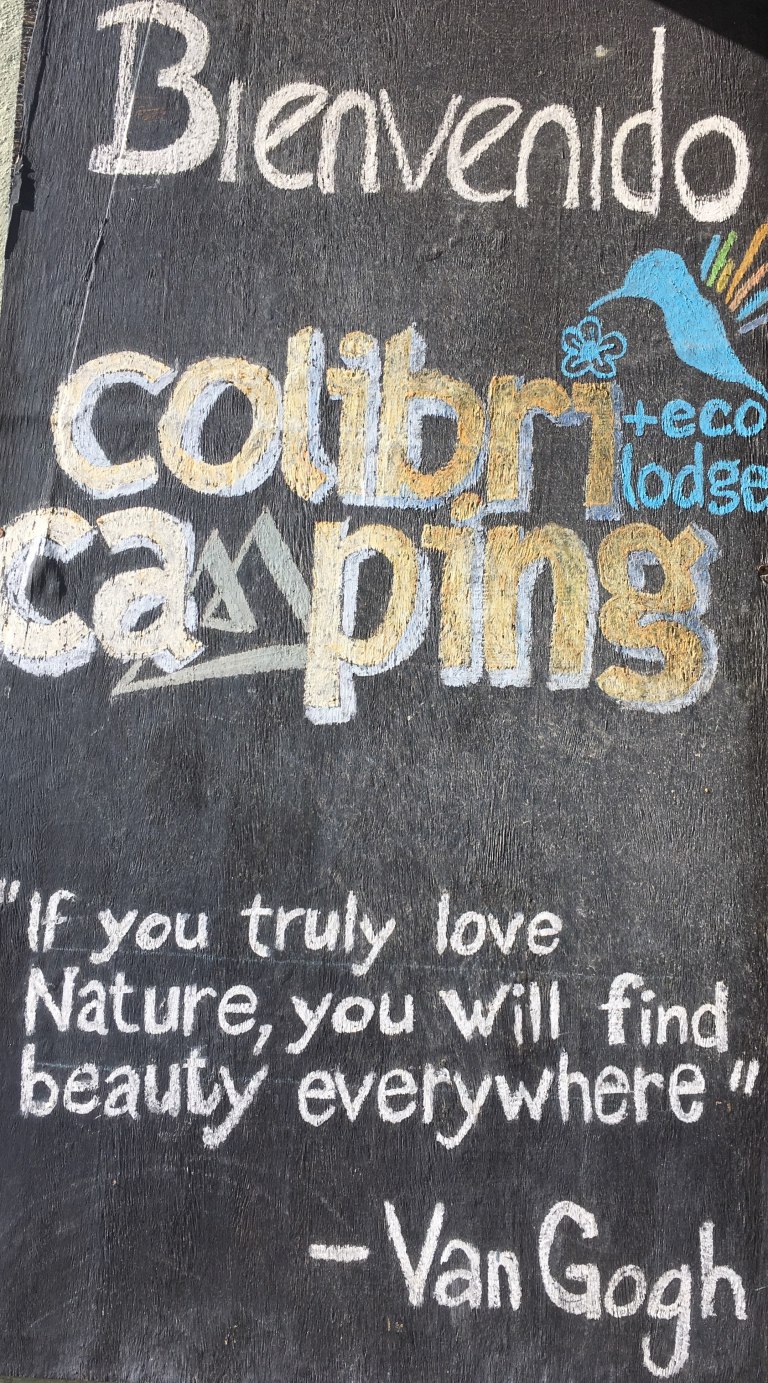 Bienvenido
colibri +eco
lodge
camping
"If you truly love
Nature, you will find
beauty everywhere"
- Van Gogh